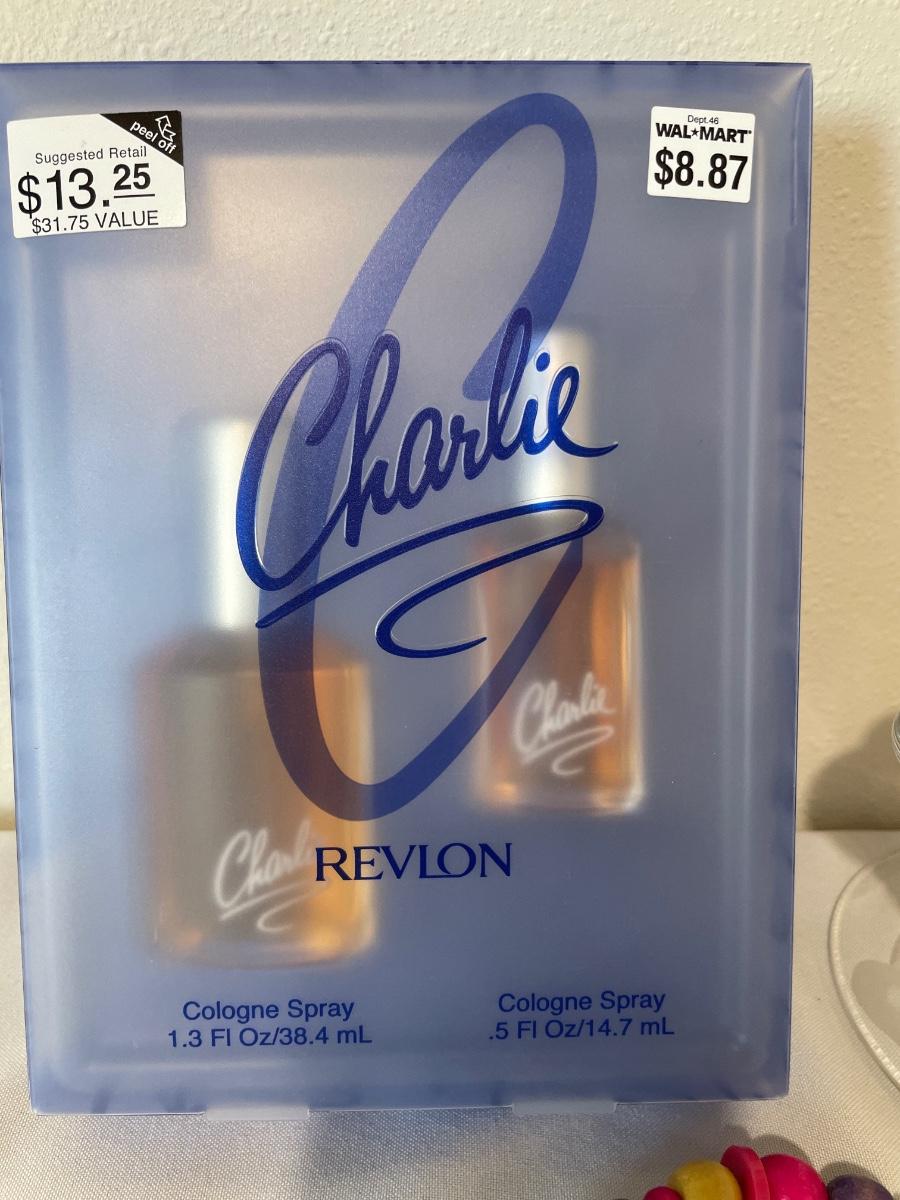 peel off
Suggested Retail
$13.25
$31.75 VALUE
Dept.46
WAL★MART®
$8.87
Charlie
Charlie
Charlie
REVLON
Cologne Spray
1.3 Fl Oz/38.4 mL
Cologne Spray
.5 Fl Oz/14.7 mL